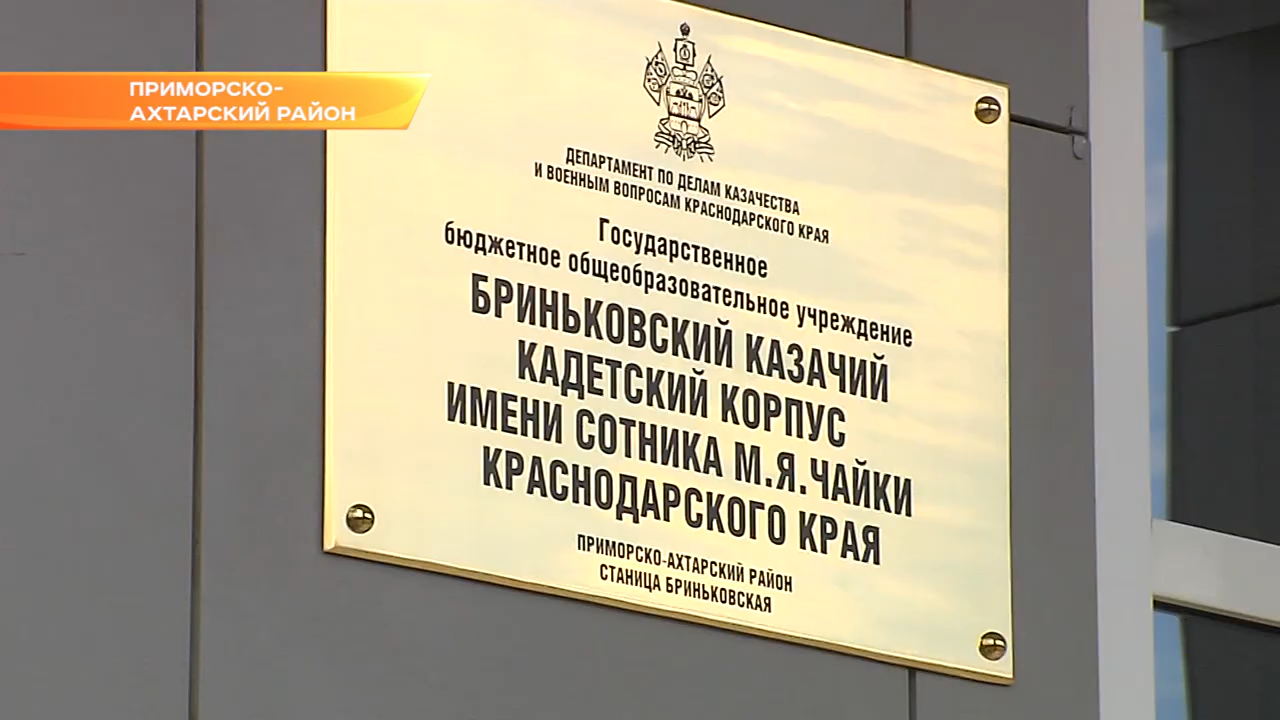 ПРИМОРСКО-
АХТАРСКИЙ РАЙОН
ДЕПАРТАМЕНТ ПО ДЕЛАМ КАЗАЧЕСТВА
И ВОЕННЫМ ВОПРОСАМ КРАСНОДАРСКОГО КРАЯ
Государственное
бюджетное общеобразовательное учреждение
БРИНЬКОВСКИЙ КАЗАЧИЙ
КАДЕТСКИЙ КОРПУС
ИМЕНИ СОТНИКА М.Я.ЧАЙКИ
КРАСНОДАРСКОГО КРАЯ
ПРИМОРСКО-АХТАРСКИЙ РАЙОН
СТАНИЦА БРИНЬКОВСКАЯ